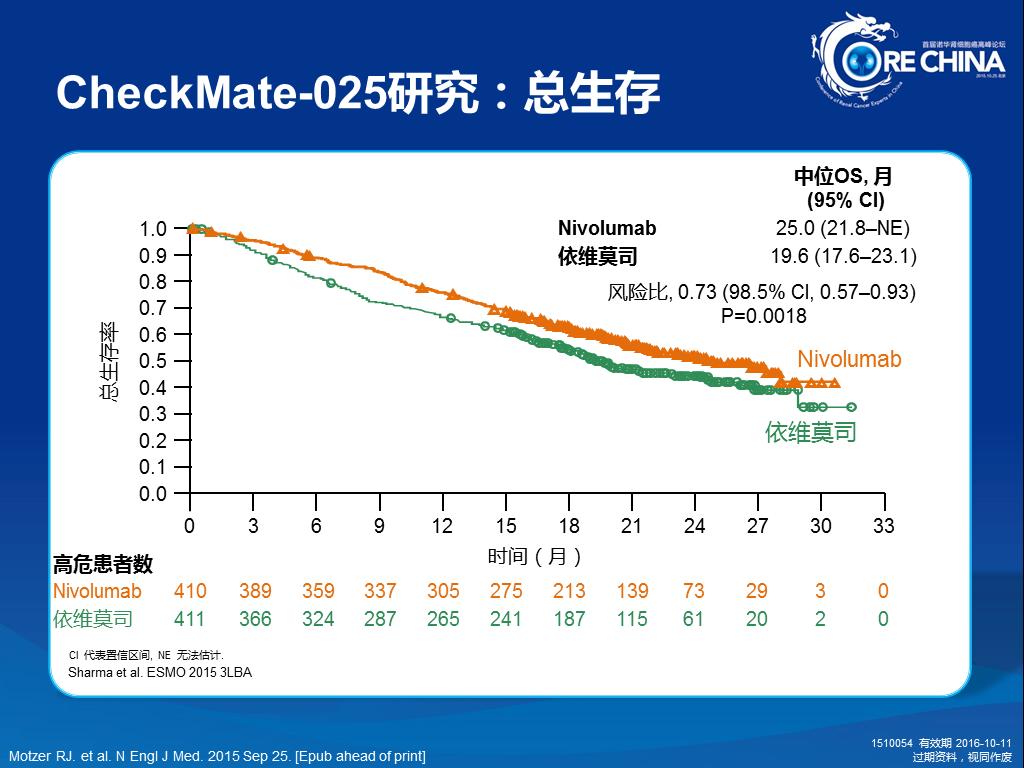 首届诺华肾细胞癌高峰论坛
CORE CHINA
2015.10.25 北京
Conference of Renal Cancer Experts in China
CheckMate-025研究：总生存
中位OS, 月
(95% CI)
Nivolumab 25.0 (21.8–NE)
依维莫司 19.6 (17.6–23.1)
风险比, 0.73 (98.5% CI, 0.57–0.93)
P=0.0018
总生存率
1.0
0.9
0.8
0.7
0.6
0.5
0.4
0.3
0.2
0.1
0.0
Nivolumab
依维莫司
0 3 6 9 12 15 18 21 24 27 30 33
时间（月）
高危患者数
Nivolumab 410 389 359 337 305 275 213 139 73 29 3 0
依维莫司 411 366 324 287 265 241 187 115 61 20 2 0
CI 代表置信区间, NE 无法估计.
Sharma et al. ESMO 2015 3LBA
Motzer RJ. et al. N Engl J Med. 2015 Sep 25. [Epub ahead of print]
1510054 有效期 2016-10-11
过期资料，视同作废